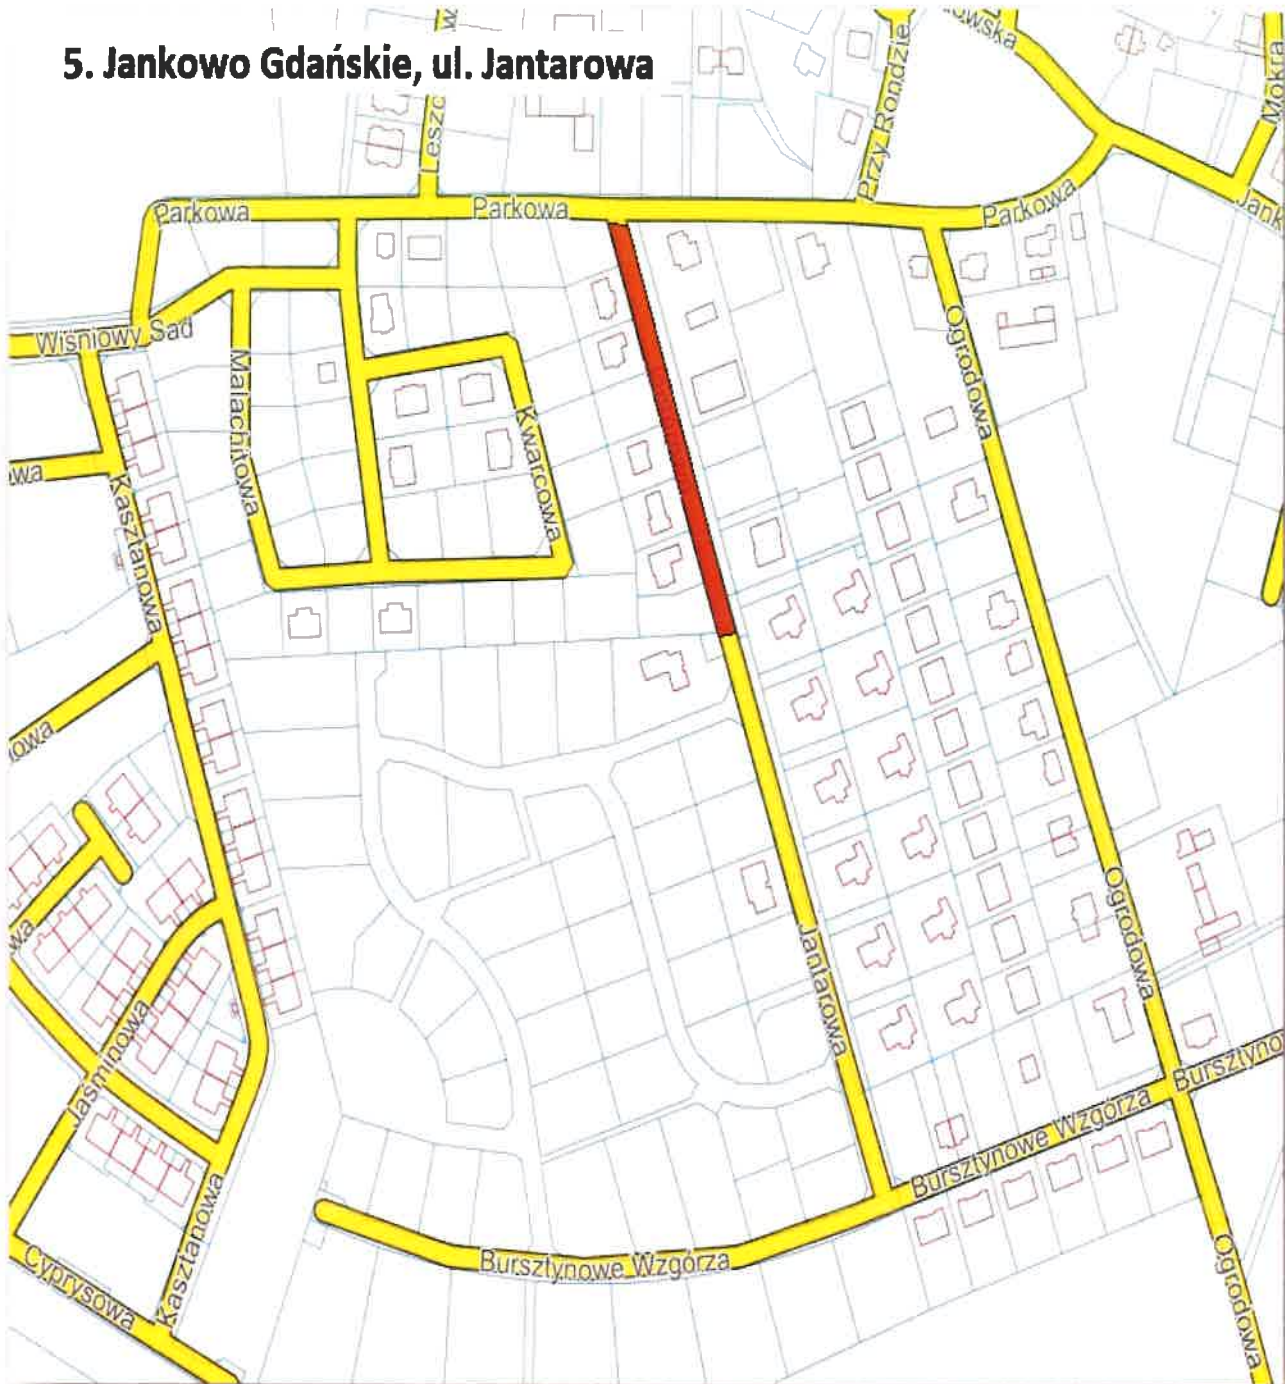 5. Jankowo Gdańskie, ul. Jantarowa
Przy Rondzie
Mokra
Parkowa
Parkowa
Parkowa
Wiśniowy Sad
Malachitowa
Kwarcowa
Ogrodowa
Kasztanowa
Jantarowa
Ogrodowa
Jaśminowa
Bursztynowe Wzgórza
Kasztanowa
Bursztynowe Wzgórza
Cyprysowa
Ogrodowa